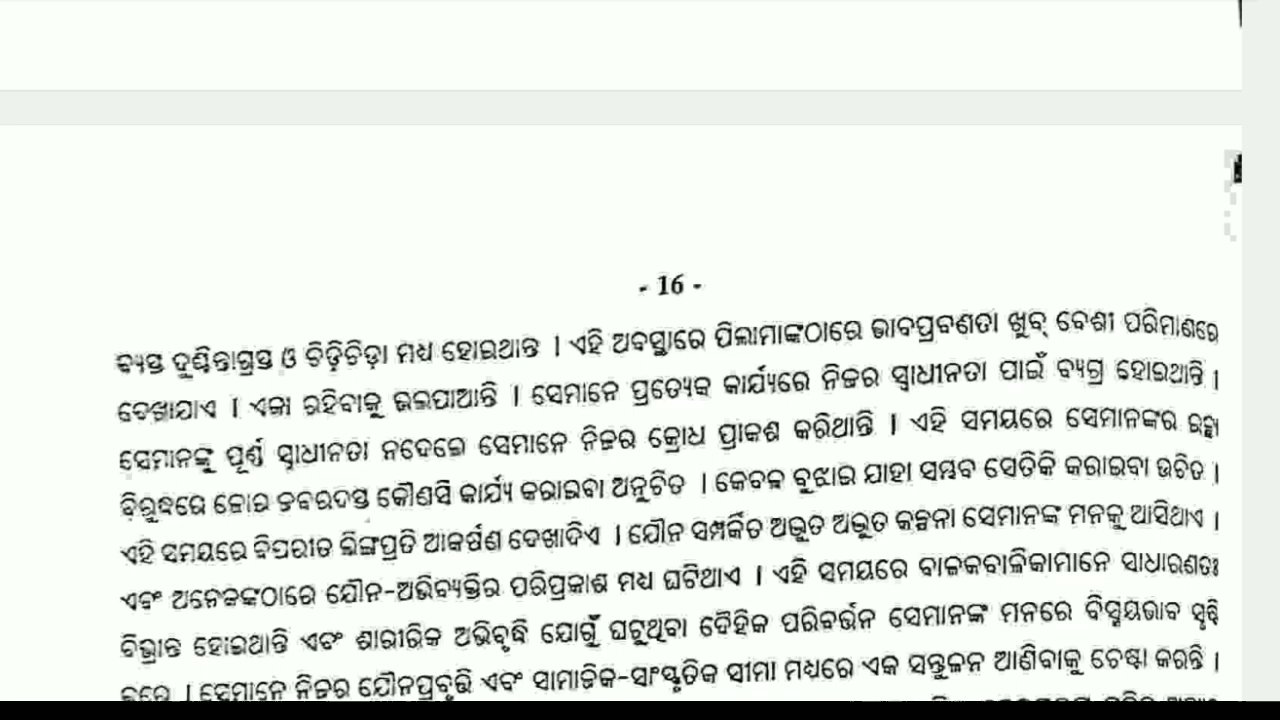 - 16 -
ବ୍ୟସ୍ତ ଦୁଶ୍ଚିନ୍ତାଗ୍ରସ୍ତ ଓ ଚିଡ଼ିଚିଡ଼ା ମଧ୍ୟ ହୋଇଥାନ୍ତି । ଏହି ଅବସ୍ଥାରେ ପିଲାମାନଙ୍କଠାରେ ଭାବପ୍ରବଣତା ଖୁବ୍ ବେଶୀ ପରିମାଣରେ
ଦେଖାଯାଏ । ଏକା ରହିବାକୁ ଭଲପାଆନ୍ତି । ସେମାନେ ପ୍ରତ୍ୟେକ କାର୍ଯ୍ୟରେ ନିଜର ସ୍ୱାଧୀନତା ପାଇଁ ବ୍ୟଗ୍ର ହୋଇଥାନ୍ତି ।
ସେମାନଙ୍କୁ ପୂର୍ଣ୍ଣ ସ୍ୱାଧୀନତା ନଦେଲେ ସେମାନେ ନିଜର କ୍ରୋଧ ପ୍ରାକଶ କରିଥାନ୍ତି । ଏହି ସମୟରେ ସେମାନଙ୍କର ଇଚ୍ଛା
ବିରୁଦ୍ଧରେ ଜୋର ଜବରଦସ୍ତ କୌଣସି କାର୍ଯ୍ୟ କରାଇବା ଅନୁଚିତ । କେବଳ ବୁଝାଇ ଯାହା ସମ୍ଭବ ସେତିକି କରାଇବା ଉଚିତ ।
ଏହି ସମୟରେ ବିପରୀତ ଲିଙ୍ଗପ୍ରତି ଆକର୍ଷଣ ଦେଖାଦିଏ । ଯୌନ ସମ୍ପର୍କିତ ଅଦ୍ଭୁତ ଅଦ୍ଭୁତ କଳ୍ପନା ସେମାନଙ୍କ ମନକୁ ଆସିଥାଏ ।
ଏବଂ ଅନେକଙ୍କଠାରେ ଯୌନ-ଅଭିବ୍ୟକ୍ତିର ପରିପ୍ରକାଶ ମଧ୍ୟ ଘଟିଥାଏ । ଏହି ସମୟରେ ବାଳକବାଳିକାମାନେ ସାଧାରଣତଃ
ବିଭ୍ରାନ୍ତ ହୋଇଥାନ୍ତି ଏବଂ ଶାରୀରିକ ଅଭିବୃଦ୍ଧି ଯୋଗୁଁ ଘଟୁଥିବା ଦୈହିକ ପରିବର୍ତ୍ତନ ସେମାନଙ୍କ ମନରେ ବିସ୍ମୟଭାବ ସୃଷ୍ଟି
କରେ । ସେମାନେ ନିଜର ଯୌନପ୍ରବୃତ୍ତି ଏବଂ ସାମାଜିକ-ସାଂସ୍କୃତିକ ସୀମା ମଧ୍ୟରେ ଏକ ସନ୍ତୁଳନ ଆଣିବାକୁ ଚେଷ୍ଟା କରନ୍ତି ।